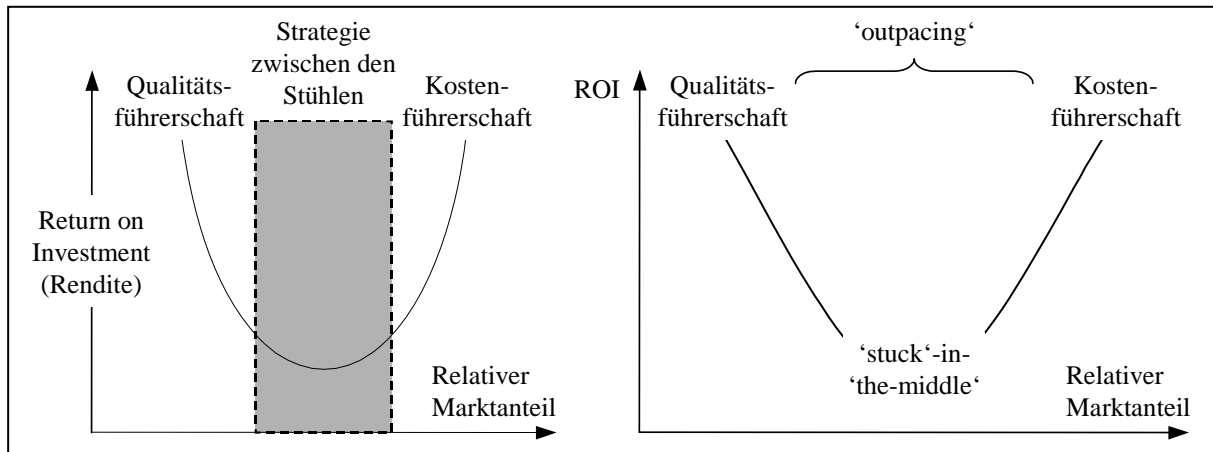 Strategie
zwischen den
Stühlen
Qualitäts-
führerschaft
Kosten-
führerschaft
Return on
Investment
(Rendite)
Relativer
Marktanteil
‘outpacing‘
ROI
Qualitäts-
führerschaft
Kosten-
führerschaft
‘stuck‘-in-
‘the-middle‘
Relativer
Marktanteil